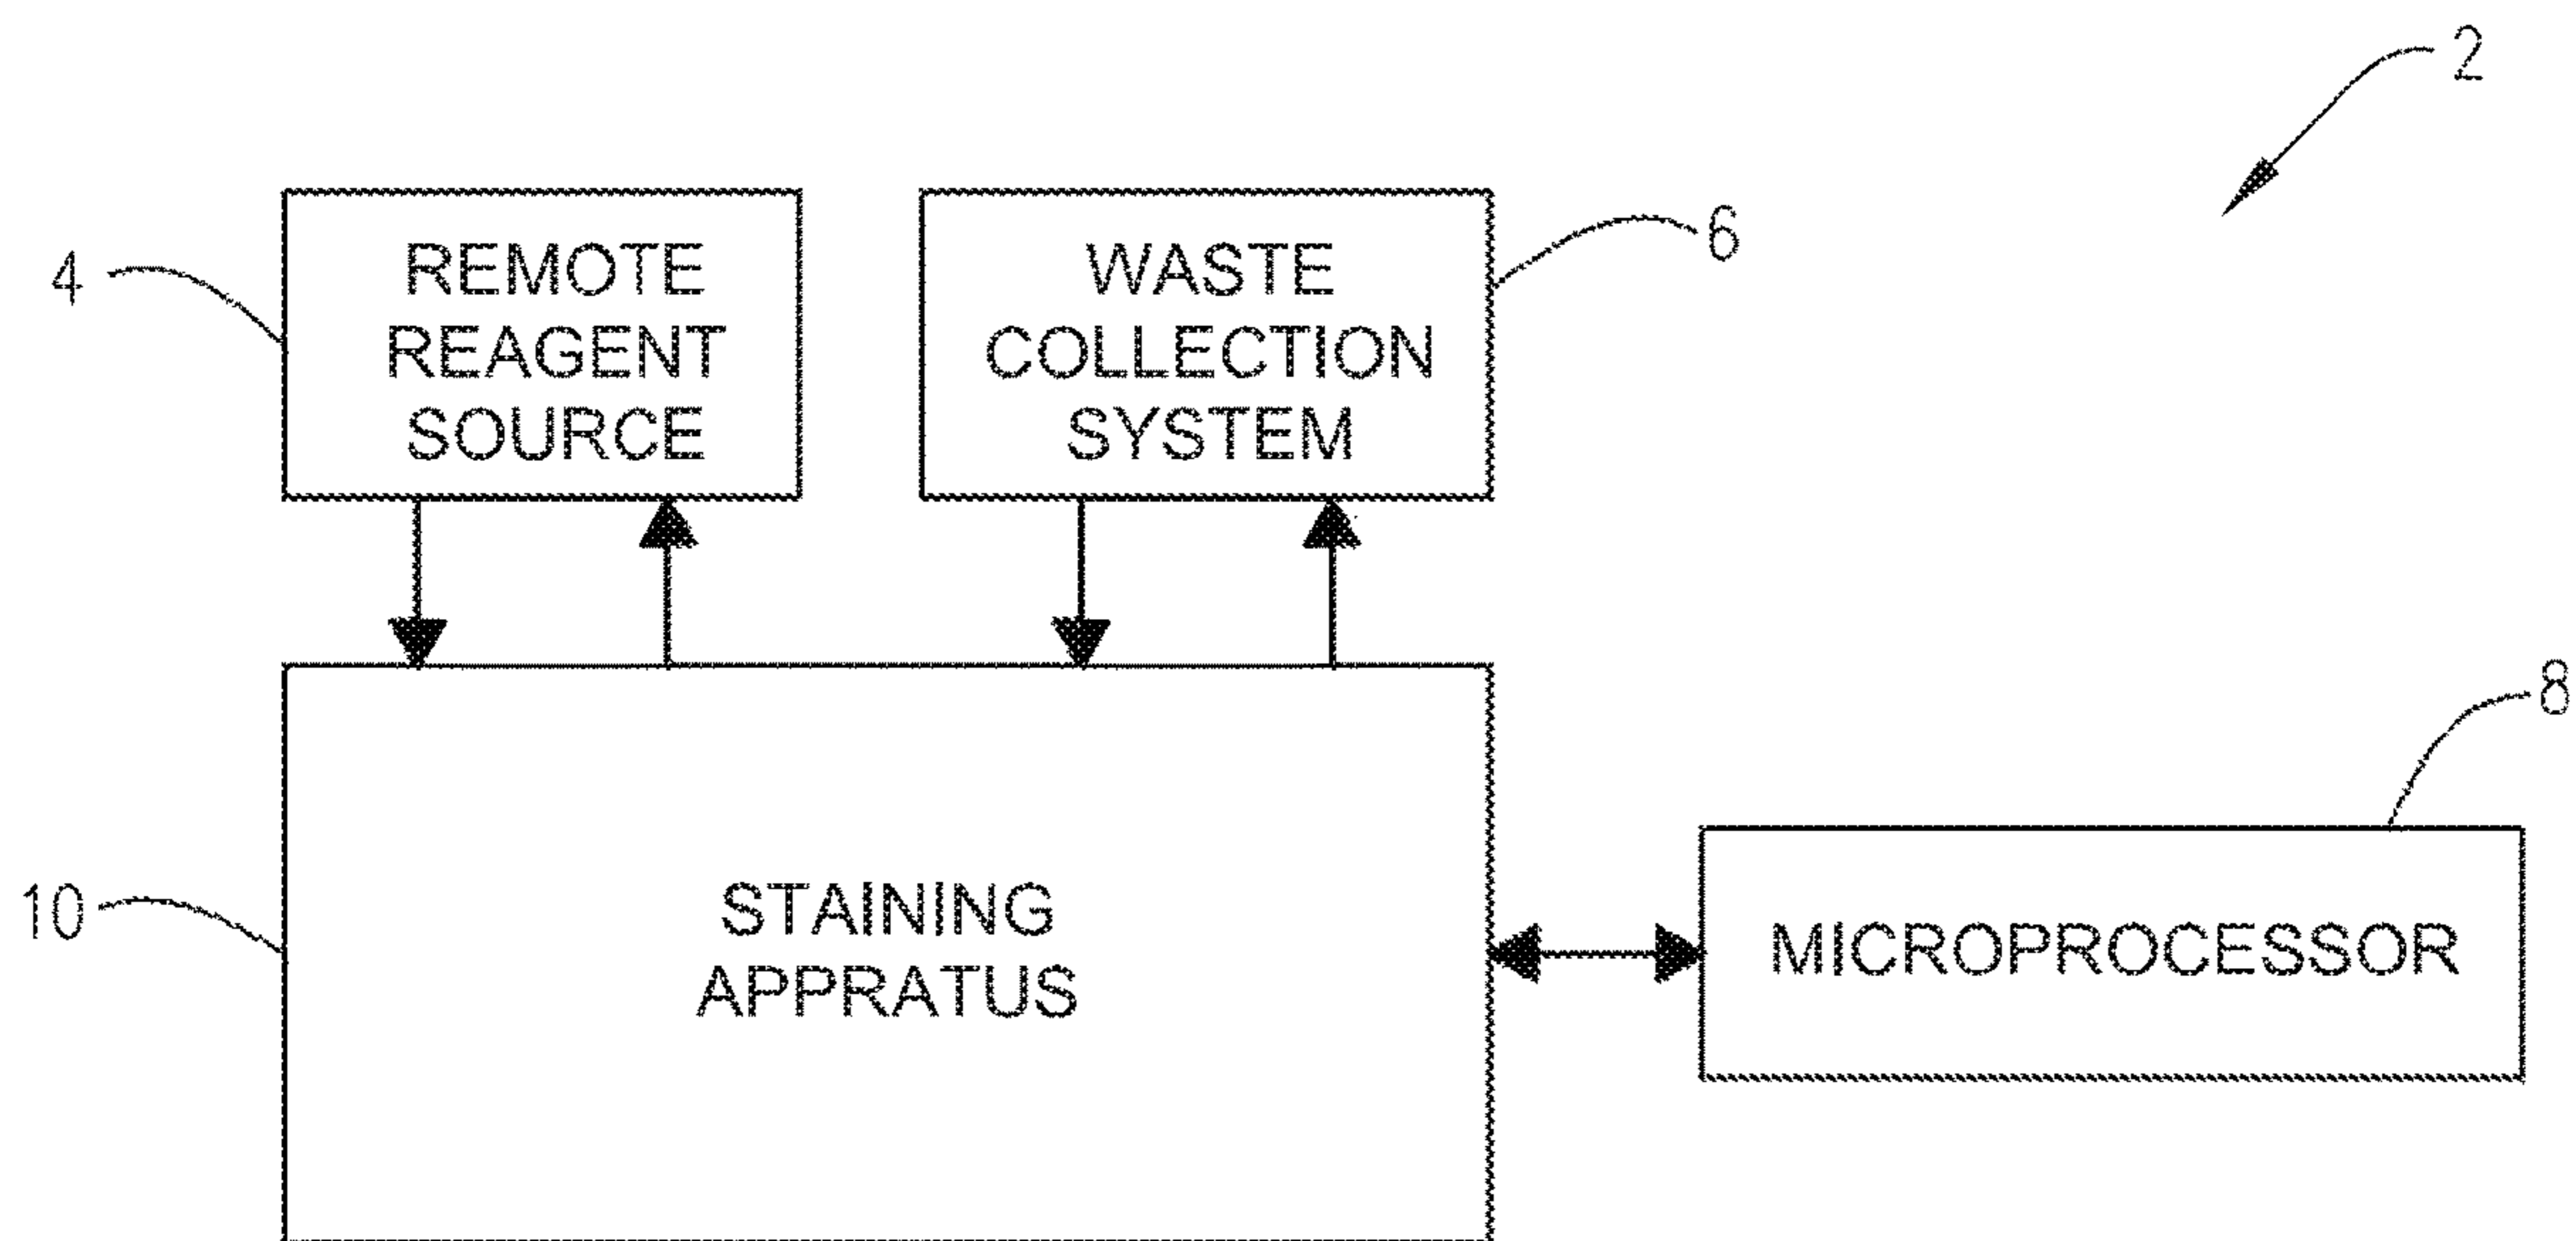 2
4
REMOTE
REAGENT
SOURCE
WASTE
COLLECTION
SYSTEM
6
10
STAINING
APPRATUS
8
MICROPROCESSOR